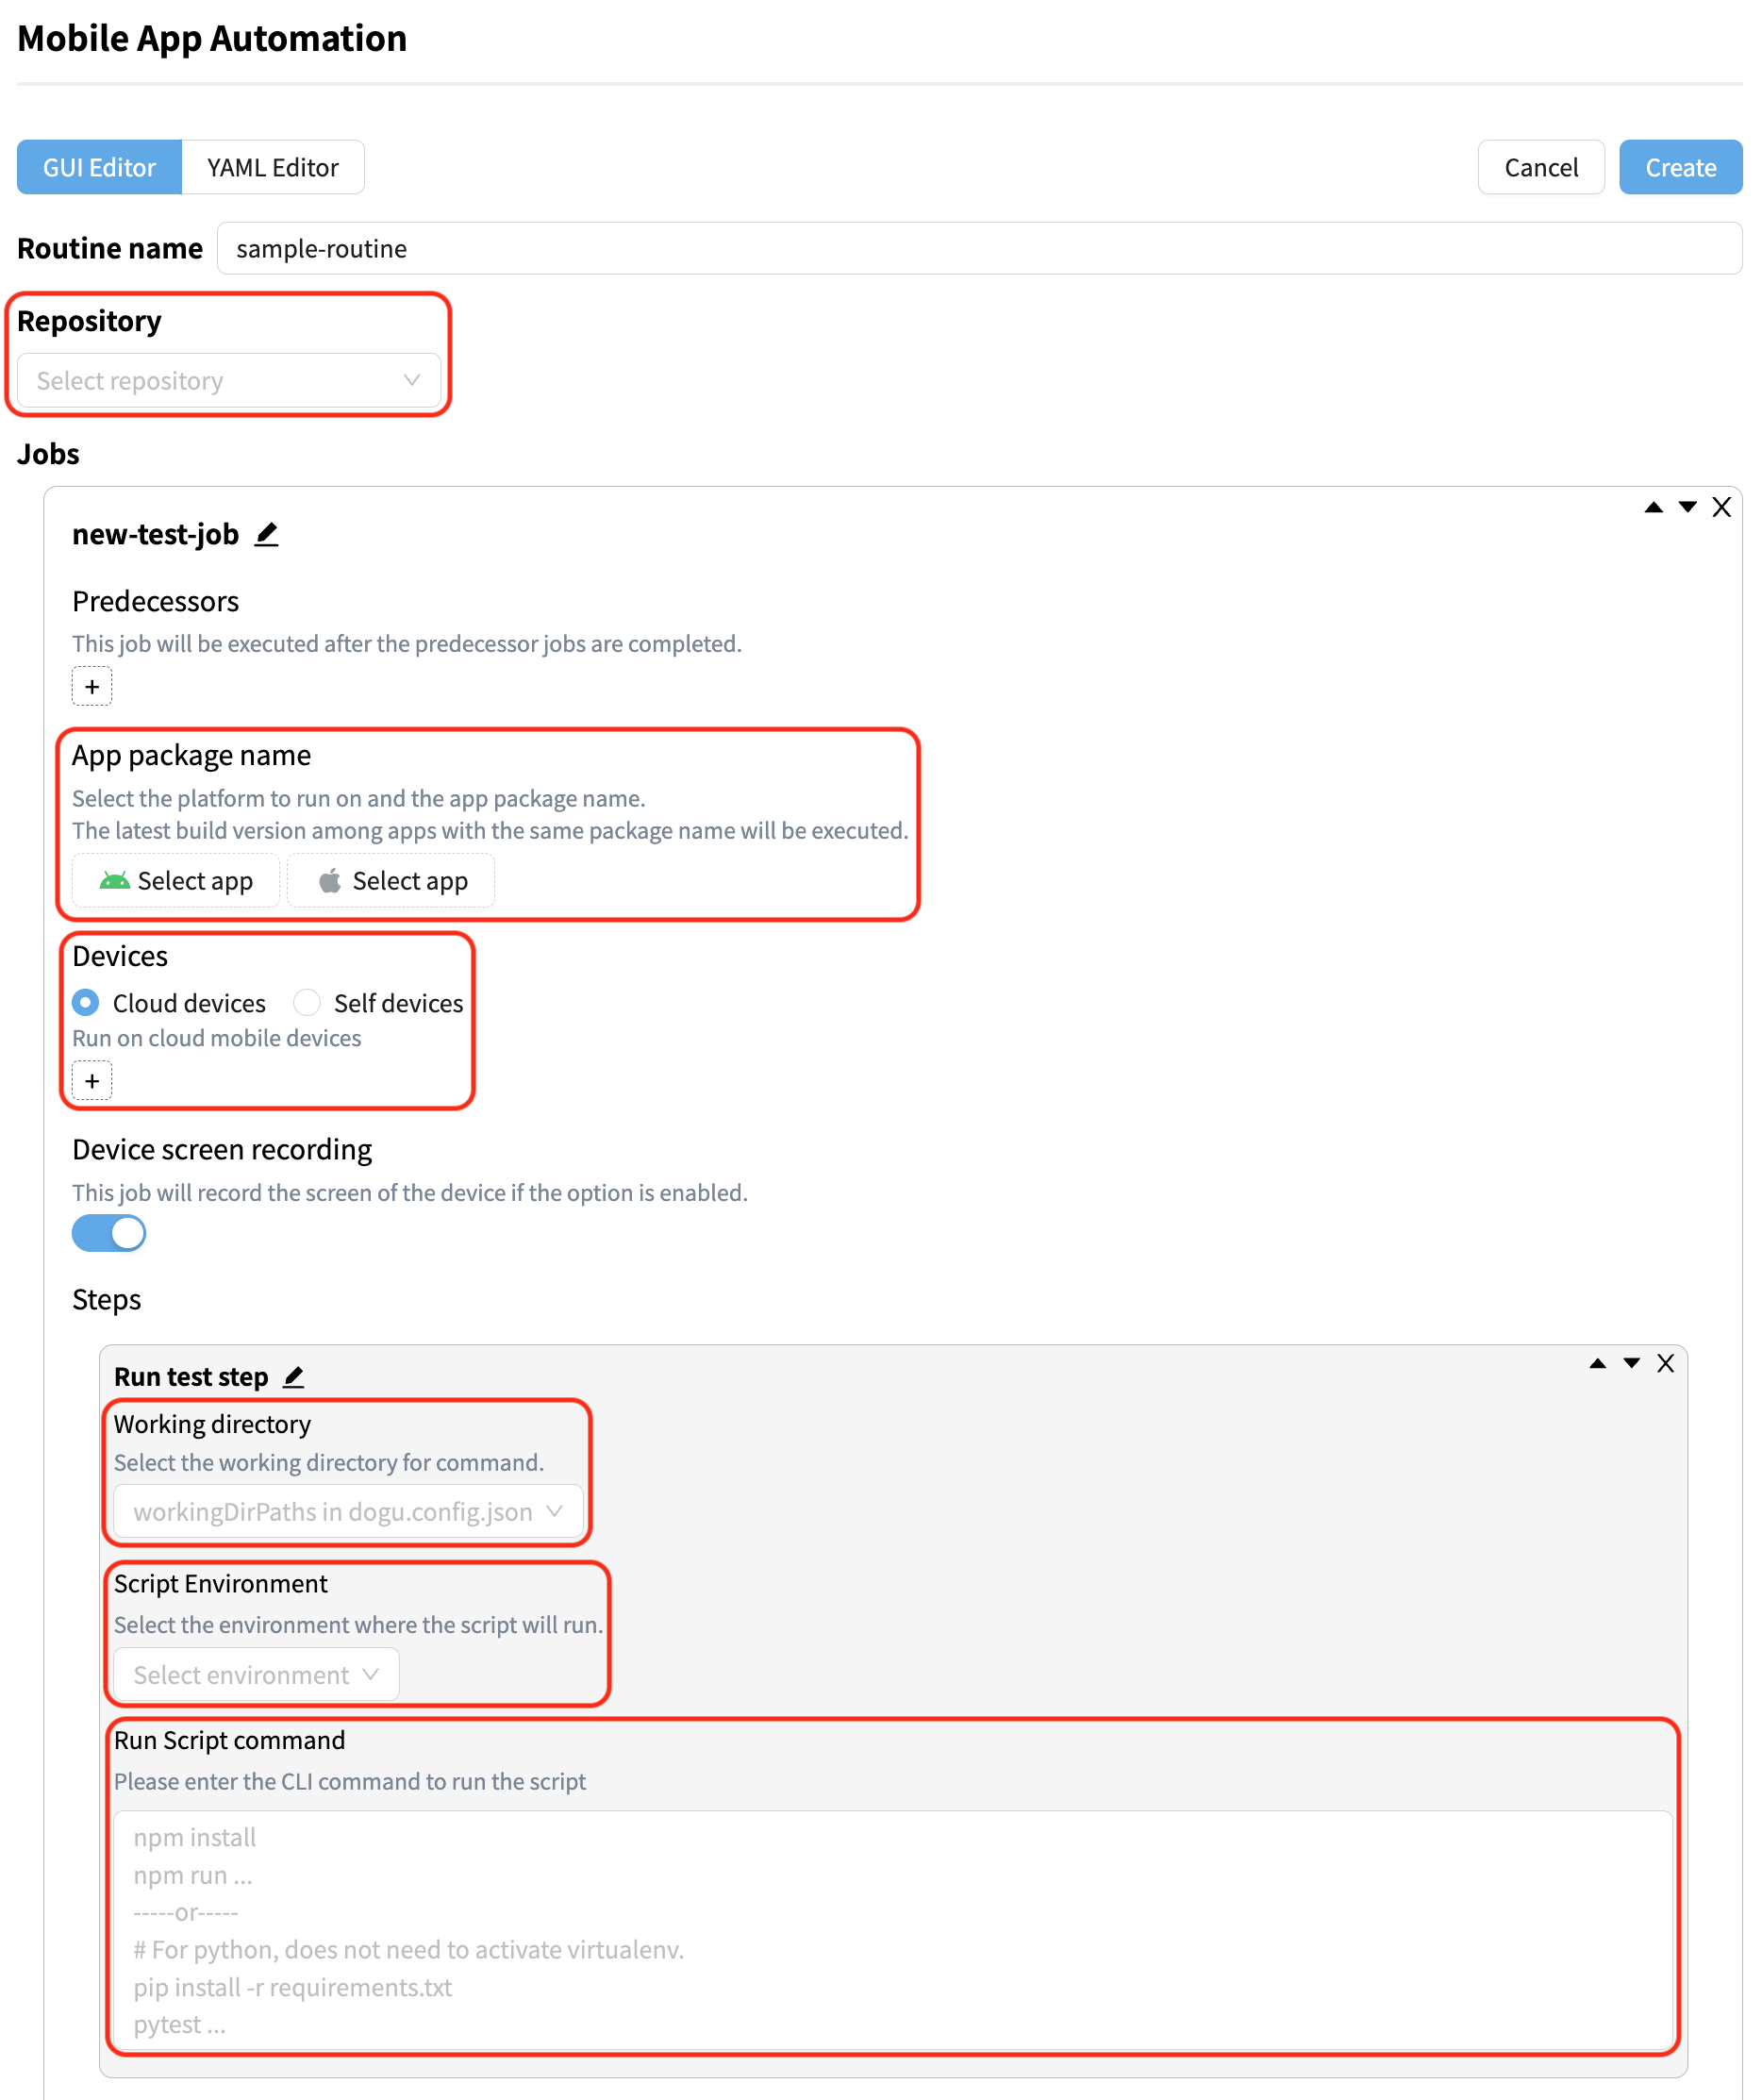 Mobile App Automation
GUI Editor YAML Editor Cancel Create
Routine name sample-routine
Repository
Select repository
Jobs
new-test-job
Predecessors
This job will be executed after the predecessor jobs are completed.
+
App package name
Select the platform to run on and the app package name.
The latest build version among apps with the same package name will be executed.
Select app Select app
Devices
Cloud devices Self devices
Run on cloud mobile devices
+
Device screen recording
This job will record the screen of the device if the option is enabled.
Steps
Run test step
Working directory
Select the working directory for command.
workingDirPaths in dogu.config.json
Script Environment
Select the environment where the script will run.
Select environment
Run Script command
Please enter the CLI command to run the script
npm install
npm run ...
-----or-----
# For python, does not need to activate virtualenv.
pip install -r requirements.txt
pytest ...